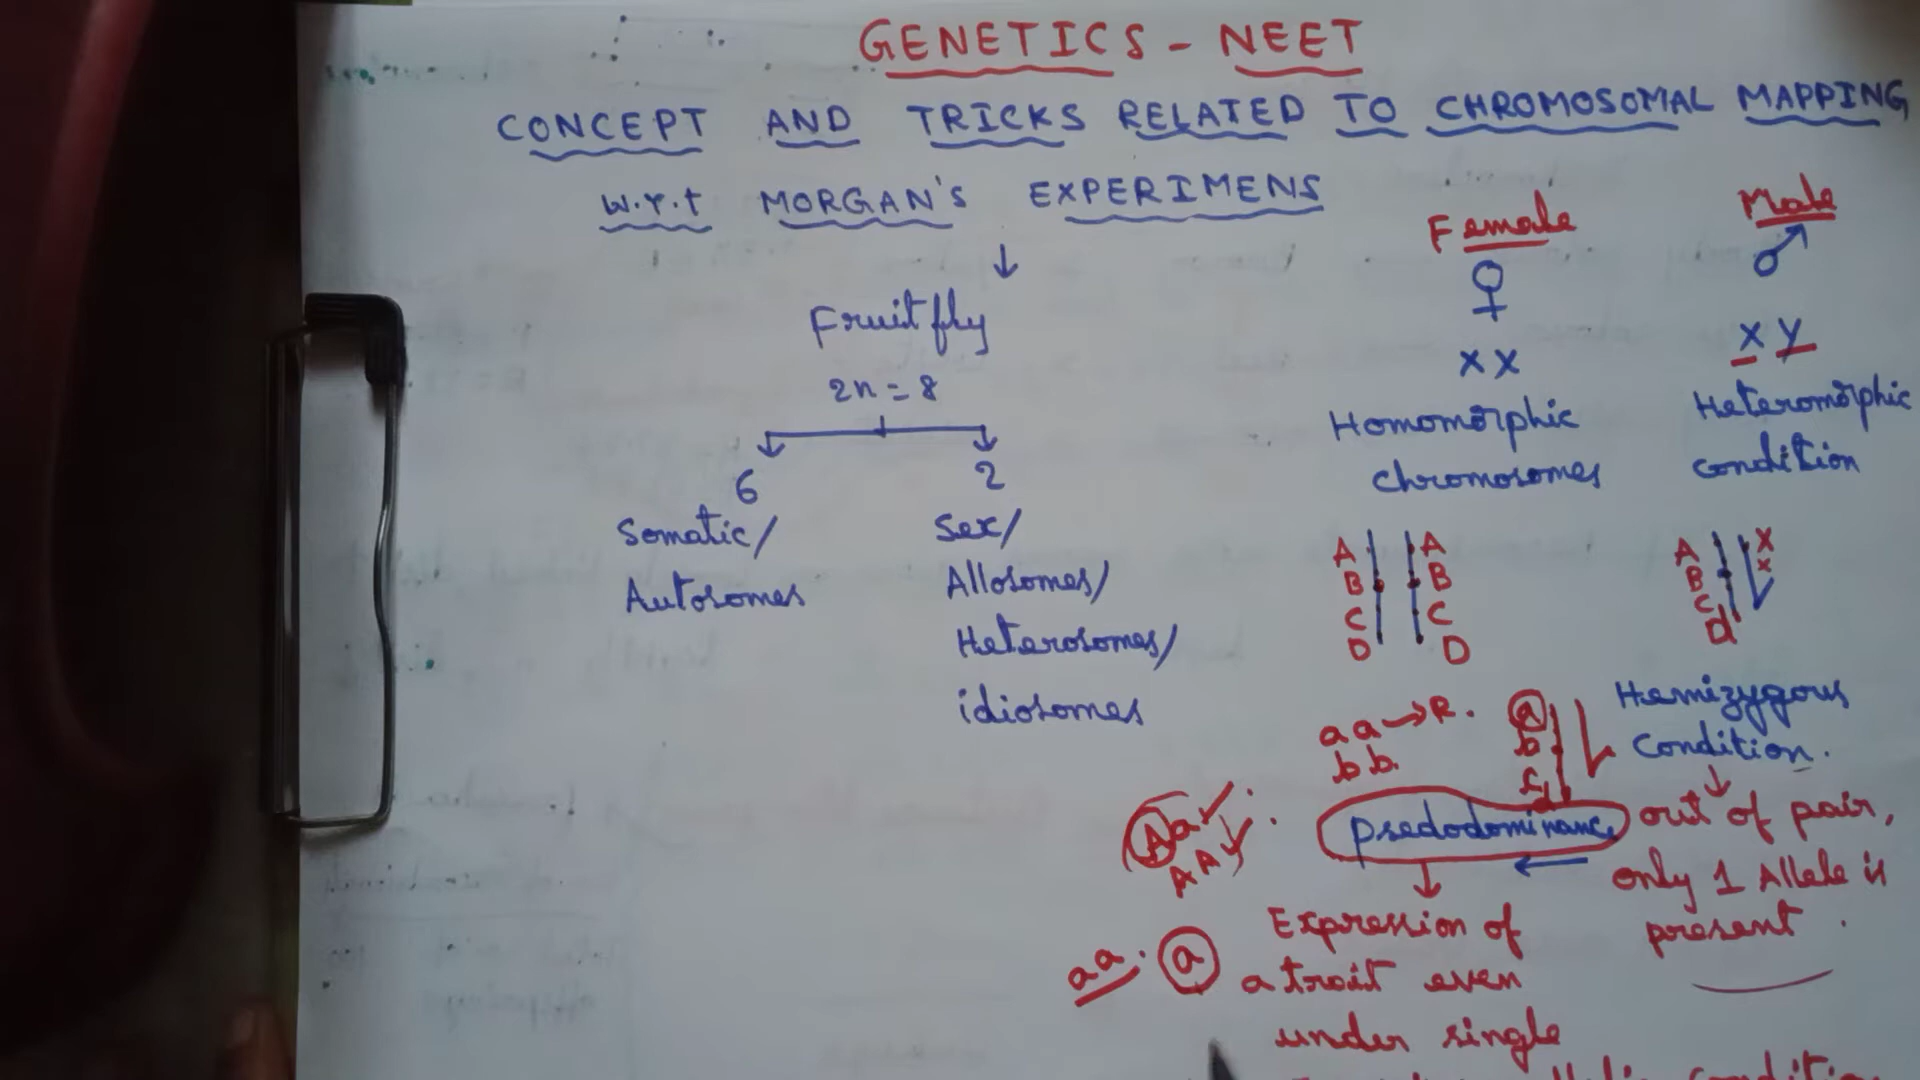 GENETICS - NEET
CONCEPT AND TRICKS RELATED TO CHROMOSOMAL MAPPING
w.r.t MORGAN'S EXPERIMENS
↓
Fruit fly
2n = 8
6
Somatic/
Autosomes
2
Sex/
Allosomes/
Heterosomes/
idiosomes
Female
♀
XX
Homomorphic
chromosomes
A A
B B
C C
D D
Male
♂
XY
Heteromorphic
condition
A X
B X
C
d
Hemizygous
condition.
↓
out of pair,
only 1 Allele is
present.
aa → R.
bb.
a
b
c
d
psedodominance
↓
Expression of
a trait even
under single
condition
Aa ✓
AA ✓
aa. a